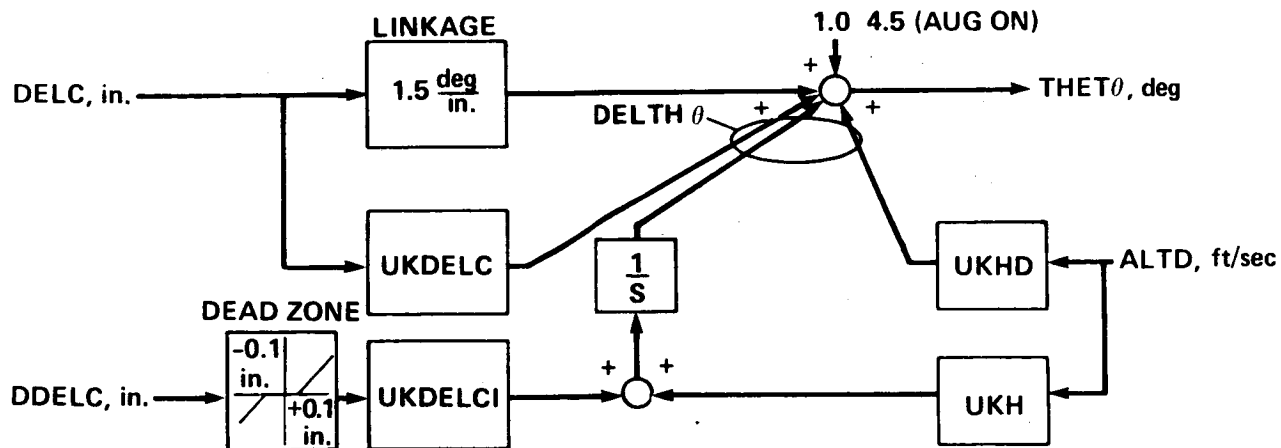 LINKAGE
1.0 4.5 (AUG ON)
+
DELC, in.
1.5 deg
in.
+
+
THETθ, deg
DELTH θ
UKDELC
1
S
UKHD
ALTD, ft/sec
DEAD ZONE
-0.1
in.
+0.1
in.
DDELC, in.
UKDELCI
+
+
UKH